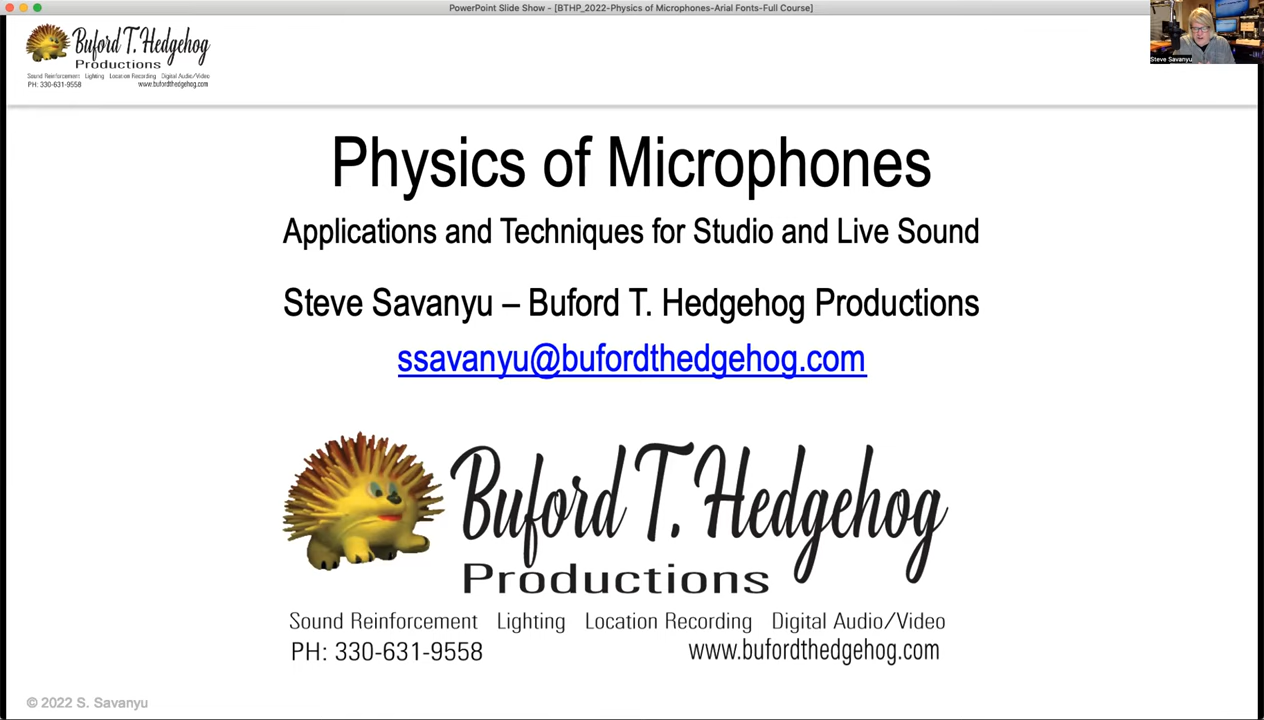 PowerPoint Slide Show - [BTHP_2022-Physics of Microphones-Arial Fonts-Full Course]
Buford T. Hedgehog
Productions
Sound Reinforcement Lighting Location Recording Digital Audio/Video
PH: 330-631-9558 www.bufordthedgehog.com
Steve Savanyu
Physics of Microphones
Applications and Techniques for Studio and Live Sound
Steve Savanyu – Buford T. Hedgehog Productions
ssavanyu@bufordthedgehog.com
Buford T. Hedgehog
Productions
Sound Reinforcement Lighting Location Recording Digital Audio/Video
PH: 330-631-9558 www.bufordthedgehog.com
© 2022 S. Savanyu